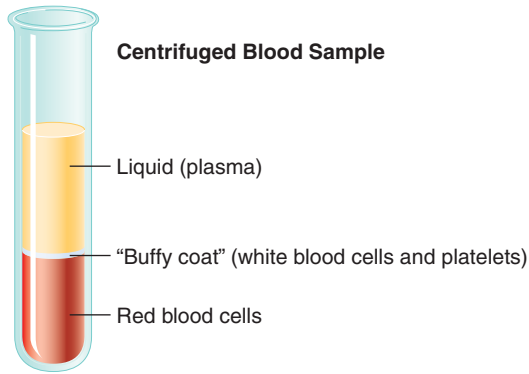 Centrifuged Blood Sample
Liquid (plasma)
“Buffy coat” (white blood cells and platelets)
Red blood cells